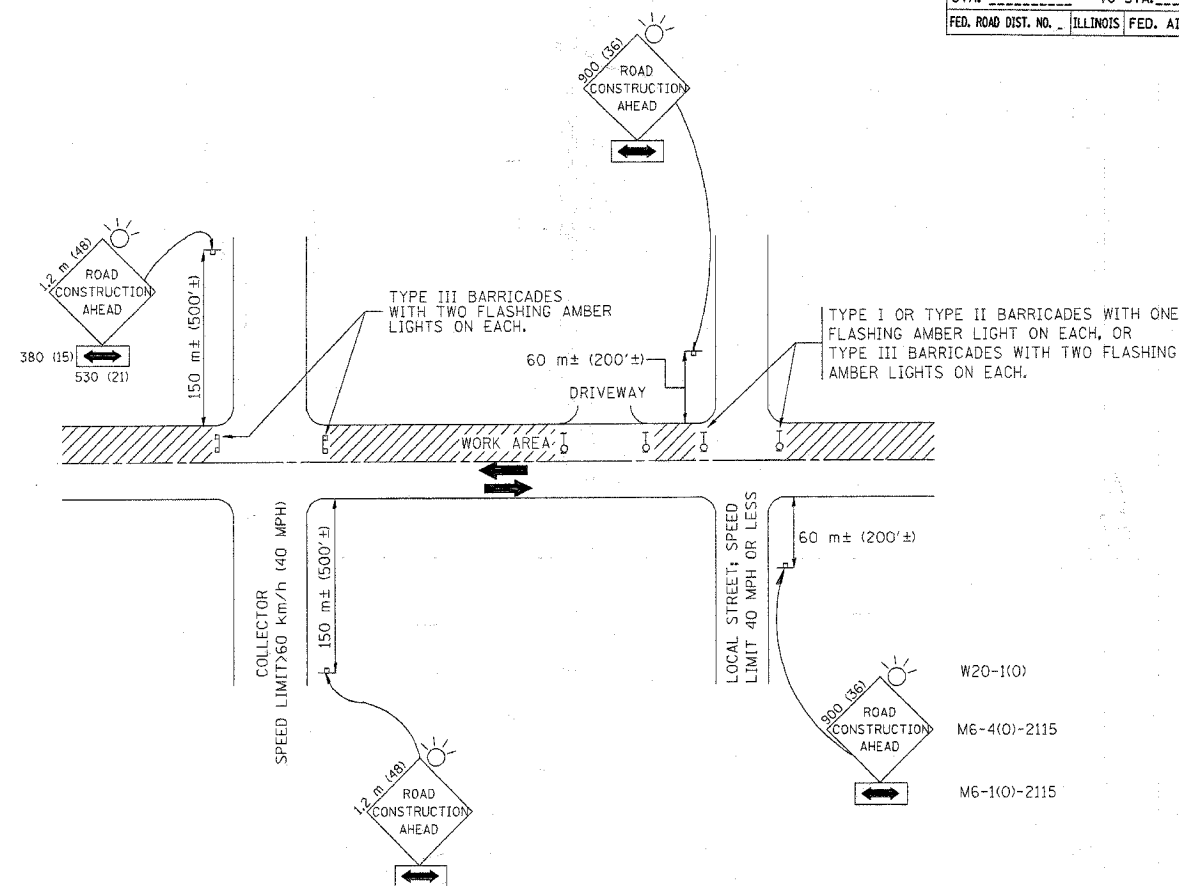 TO STA.
FED. ROAD DIST. NO. _ ILLINOIS FED. AI
900 (36)
ROAD
CONSTRUCTION
AHEAD
1.2 m (48)
ROAD
CONSTRUCTION
AHEAD
380 (15)
530 (21)
150 m± (500'±)
TYPE III BARRICADES
WITH TWO FLASHING AMBER
LIGHTS ON EACH.
60 m± (200'±)
DRIVEWAY
TYPE I OR TYPE II BARRICADES WITH ONE
FLASHING AMBER LIGHT ON EACH, OR
TYPE III BARRICADES WITH TWO FLASHING
AMBER LIGHTS ON EACH.
WORK AREA
COLLECTOR
SPEED LIMIT>60 km/h (40 MPH)
150 m± (500'±)
LOCAL STREET; SPEED
LIMIT 40 MPH OR LESS
60 m± (200'±)
1.2 m (48)
ROAD
CONSTRUCTION
AHEAD
900 (36)
ROAD
CONSTRUCTION
AHEAD
W20-1(O)
M6-4(O)-2115
M6-1(O)-2115